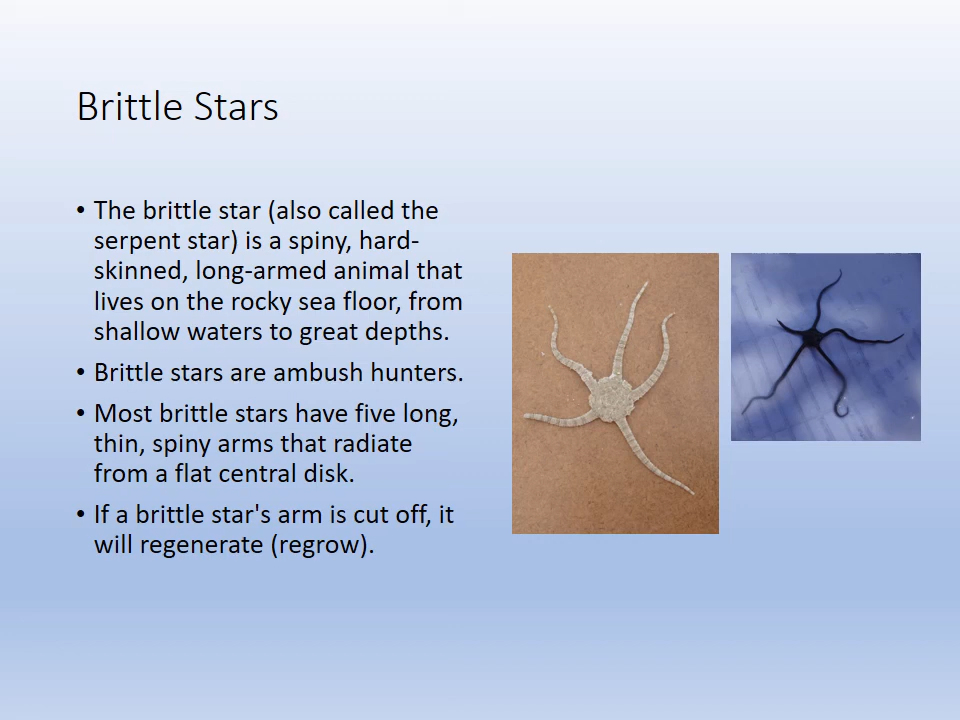 Brittle Stars
• The brittle star (also called the
serpent star) is a spiny, hard-
skinned, long-armed animal that
lives on the rocky sea floor, from
shallow waters to great depths.
• Brittle stars are ambush hunters.
• Most brittle stars have five long,
thin, spiny arms that radiate
from a flat central disk.
• If a brittle star's arm is cut off, it
will regenerate (regrow).